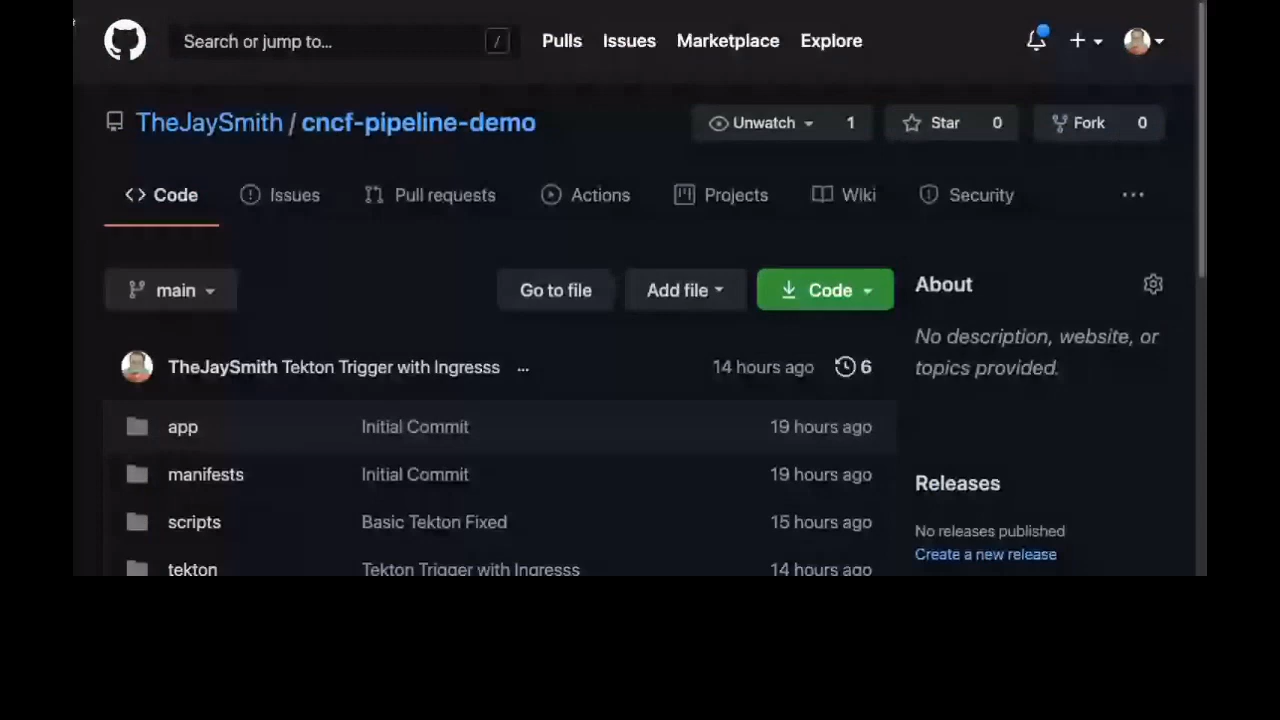 Search or jump to... / Pulls Issues Marketplace Explore
TheJaySmith / cncf-pipeline-demo Unwatch 1 Star 0 Fork 0
Code Issues Pull requests Actions Projects Wiki Security ...
main Go to file Add file Code About
No description, website, or
topics provided.
TheJaySmith Tekton Trigger with Ingresss ... 14 hours ago 6
app Initial Commit 19 hours ago
manifests Initial Commit 19 hours ago
Releases
scripts Basic Tekton Fixed 15 hours ago
No releases published
Create a new release
tekton Tekton Trigger with Ingresss 14 hours ago